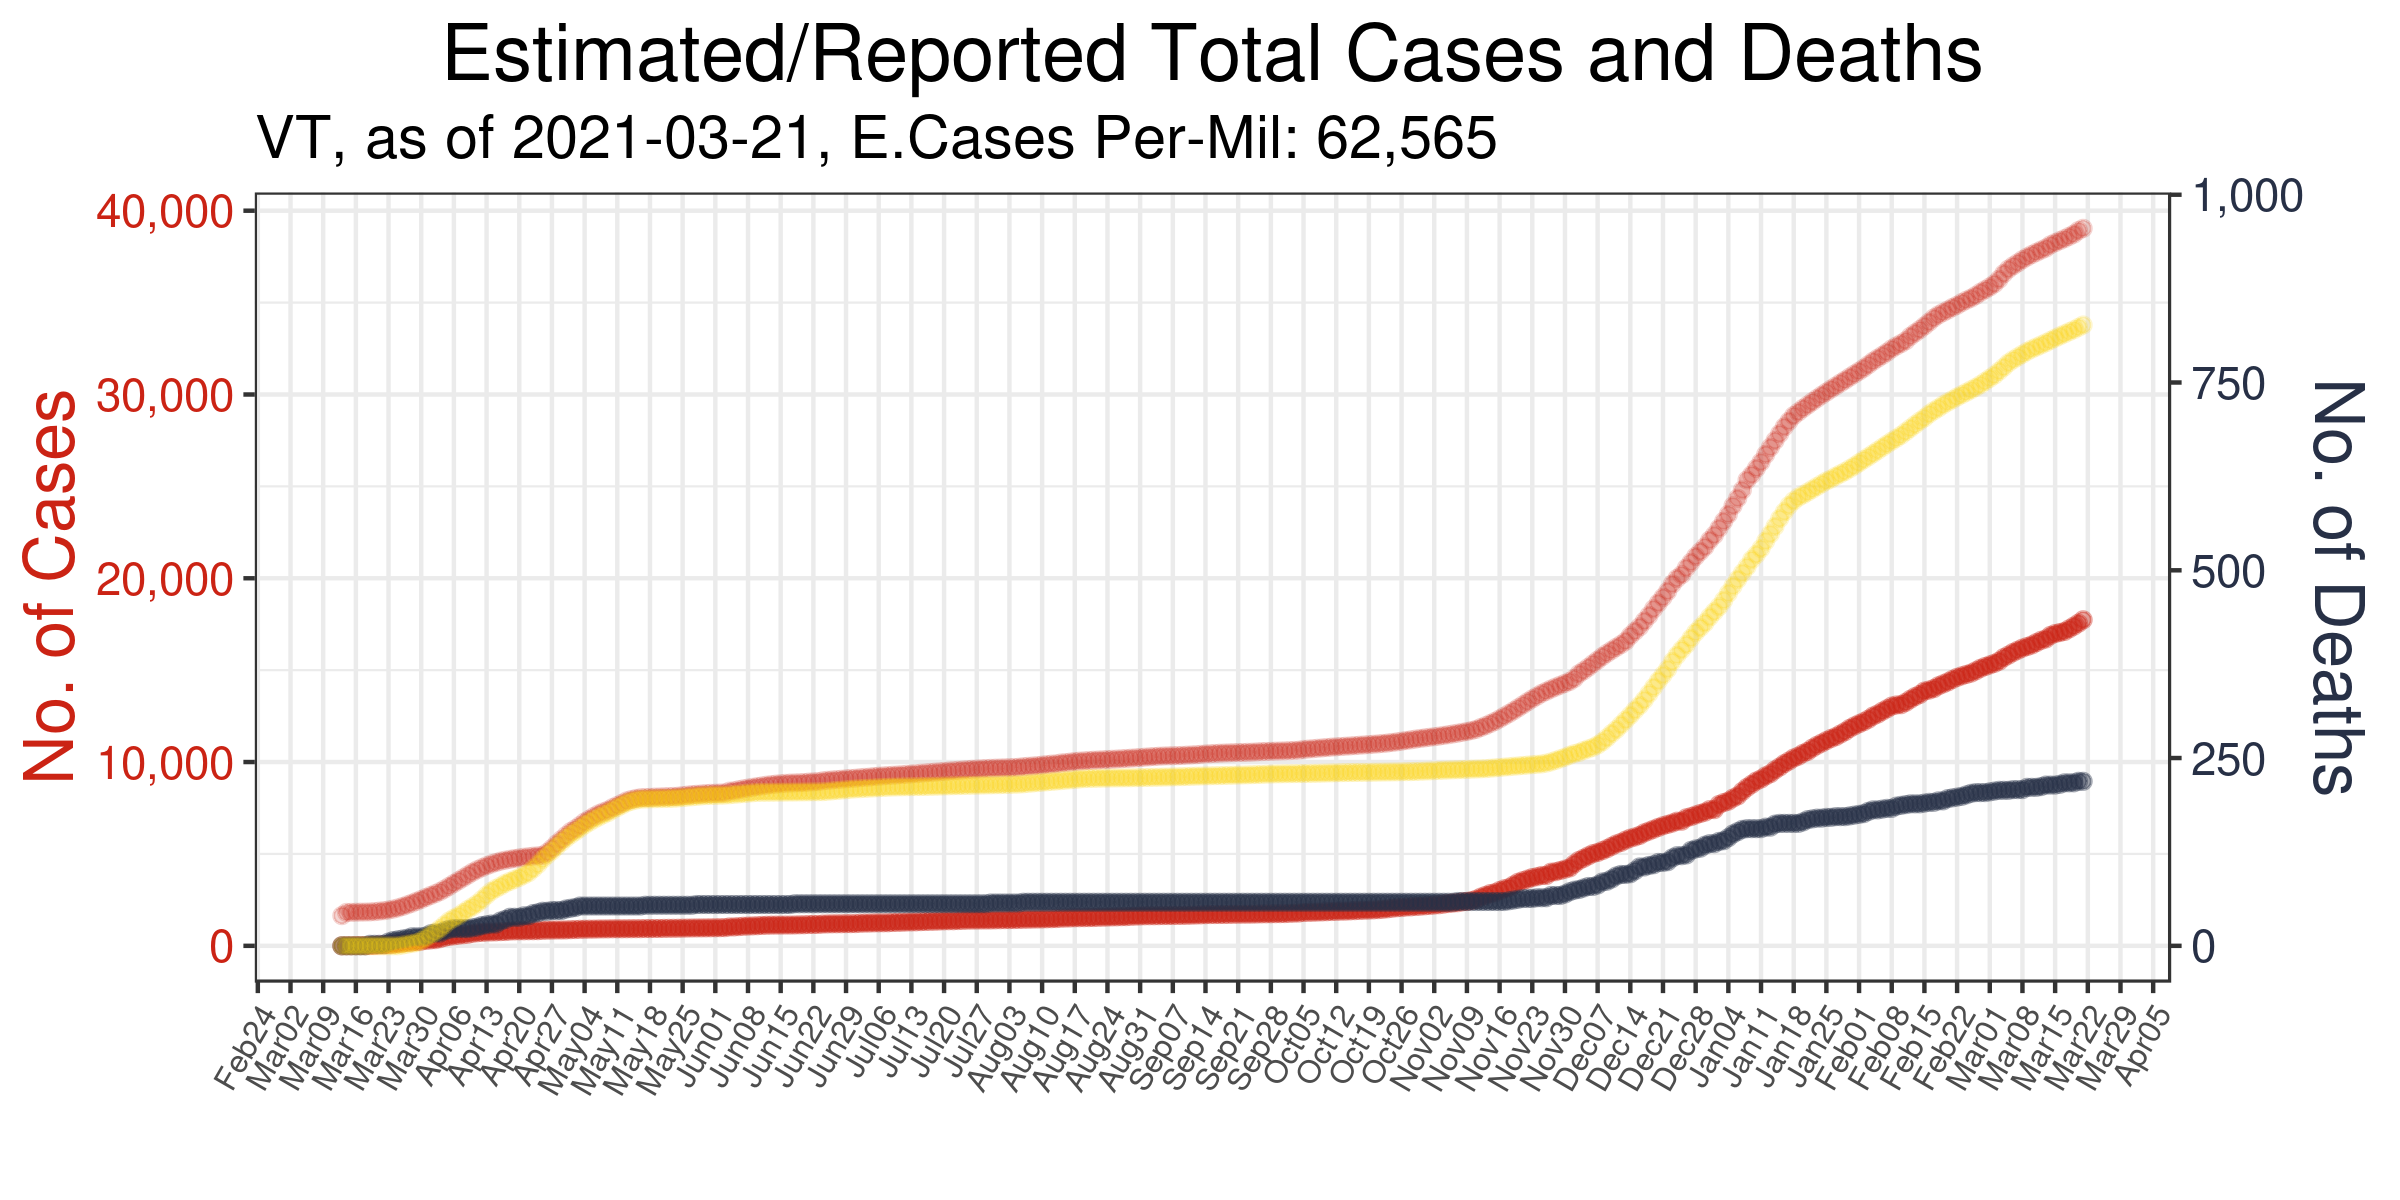 Estimated/Reported Total Cases and Deaths
VT, as of 2021-03-21, E.Cases Per-Mil: 62,565
No. of Cases
40,000
30,000
20,000
10,000
0
1,000
750
500
250
0
No. of Deaths
Feb24
Mar02
Mar09
Mar16
Mar23
Mar30
Apr06
Apr13
Apr20
Apr27
May04
May11
May18
May25
Jun01
Jun08
Jun15
Jun22
Jun29
Jul06
Jul13
Jul20
Jul27
Aug03
Aug10
Aug17
Aug24
Aug31
Sep07
Sep14
Sep21
Sep28
Oct05
Oct12
Oct19
Oct26
Nov02
Nov09
Nov16
Nov23
Nov30
Dec07
Dec14
Dec21
Dec28
Jan04
Jan11
Jan18
Jan25
Feb01
Feb08
Feb15
Feb22
Mar01
Mar08
Mar15
Mar22
Mar29
Apr05